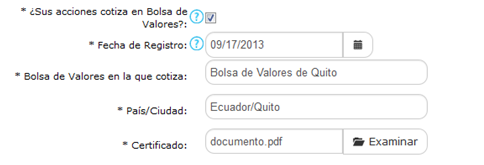 * ¿Sus acciones cotiza en Bolsa de Valores?: ?
* Fecha de Registro: ? 09/17/2013
* Bolsa de Valores en la que cotiza: Bolsa de Valores de Quito
* País/Ciudad: Ecuador/Quito
* Certificado: documento.pdf Examinar